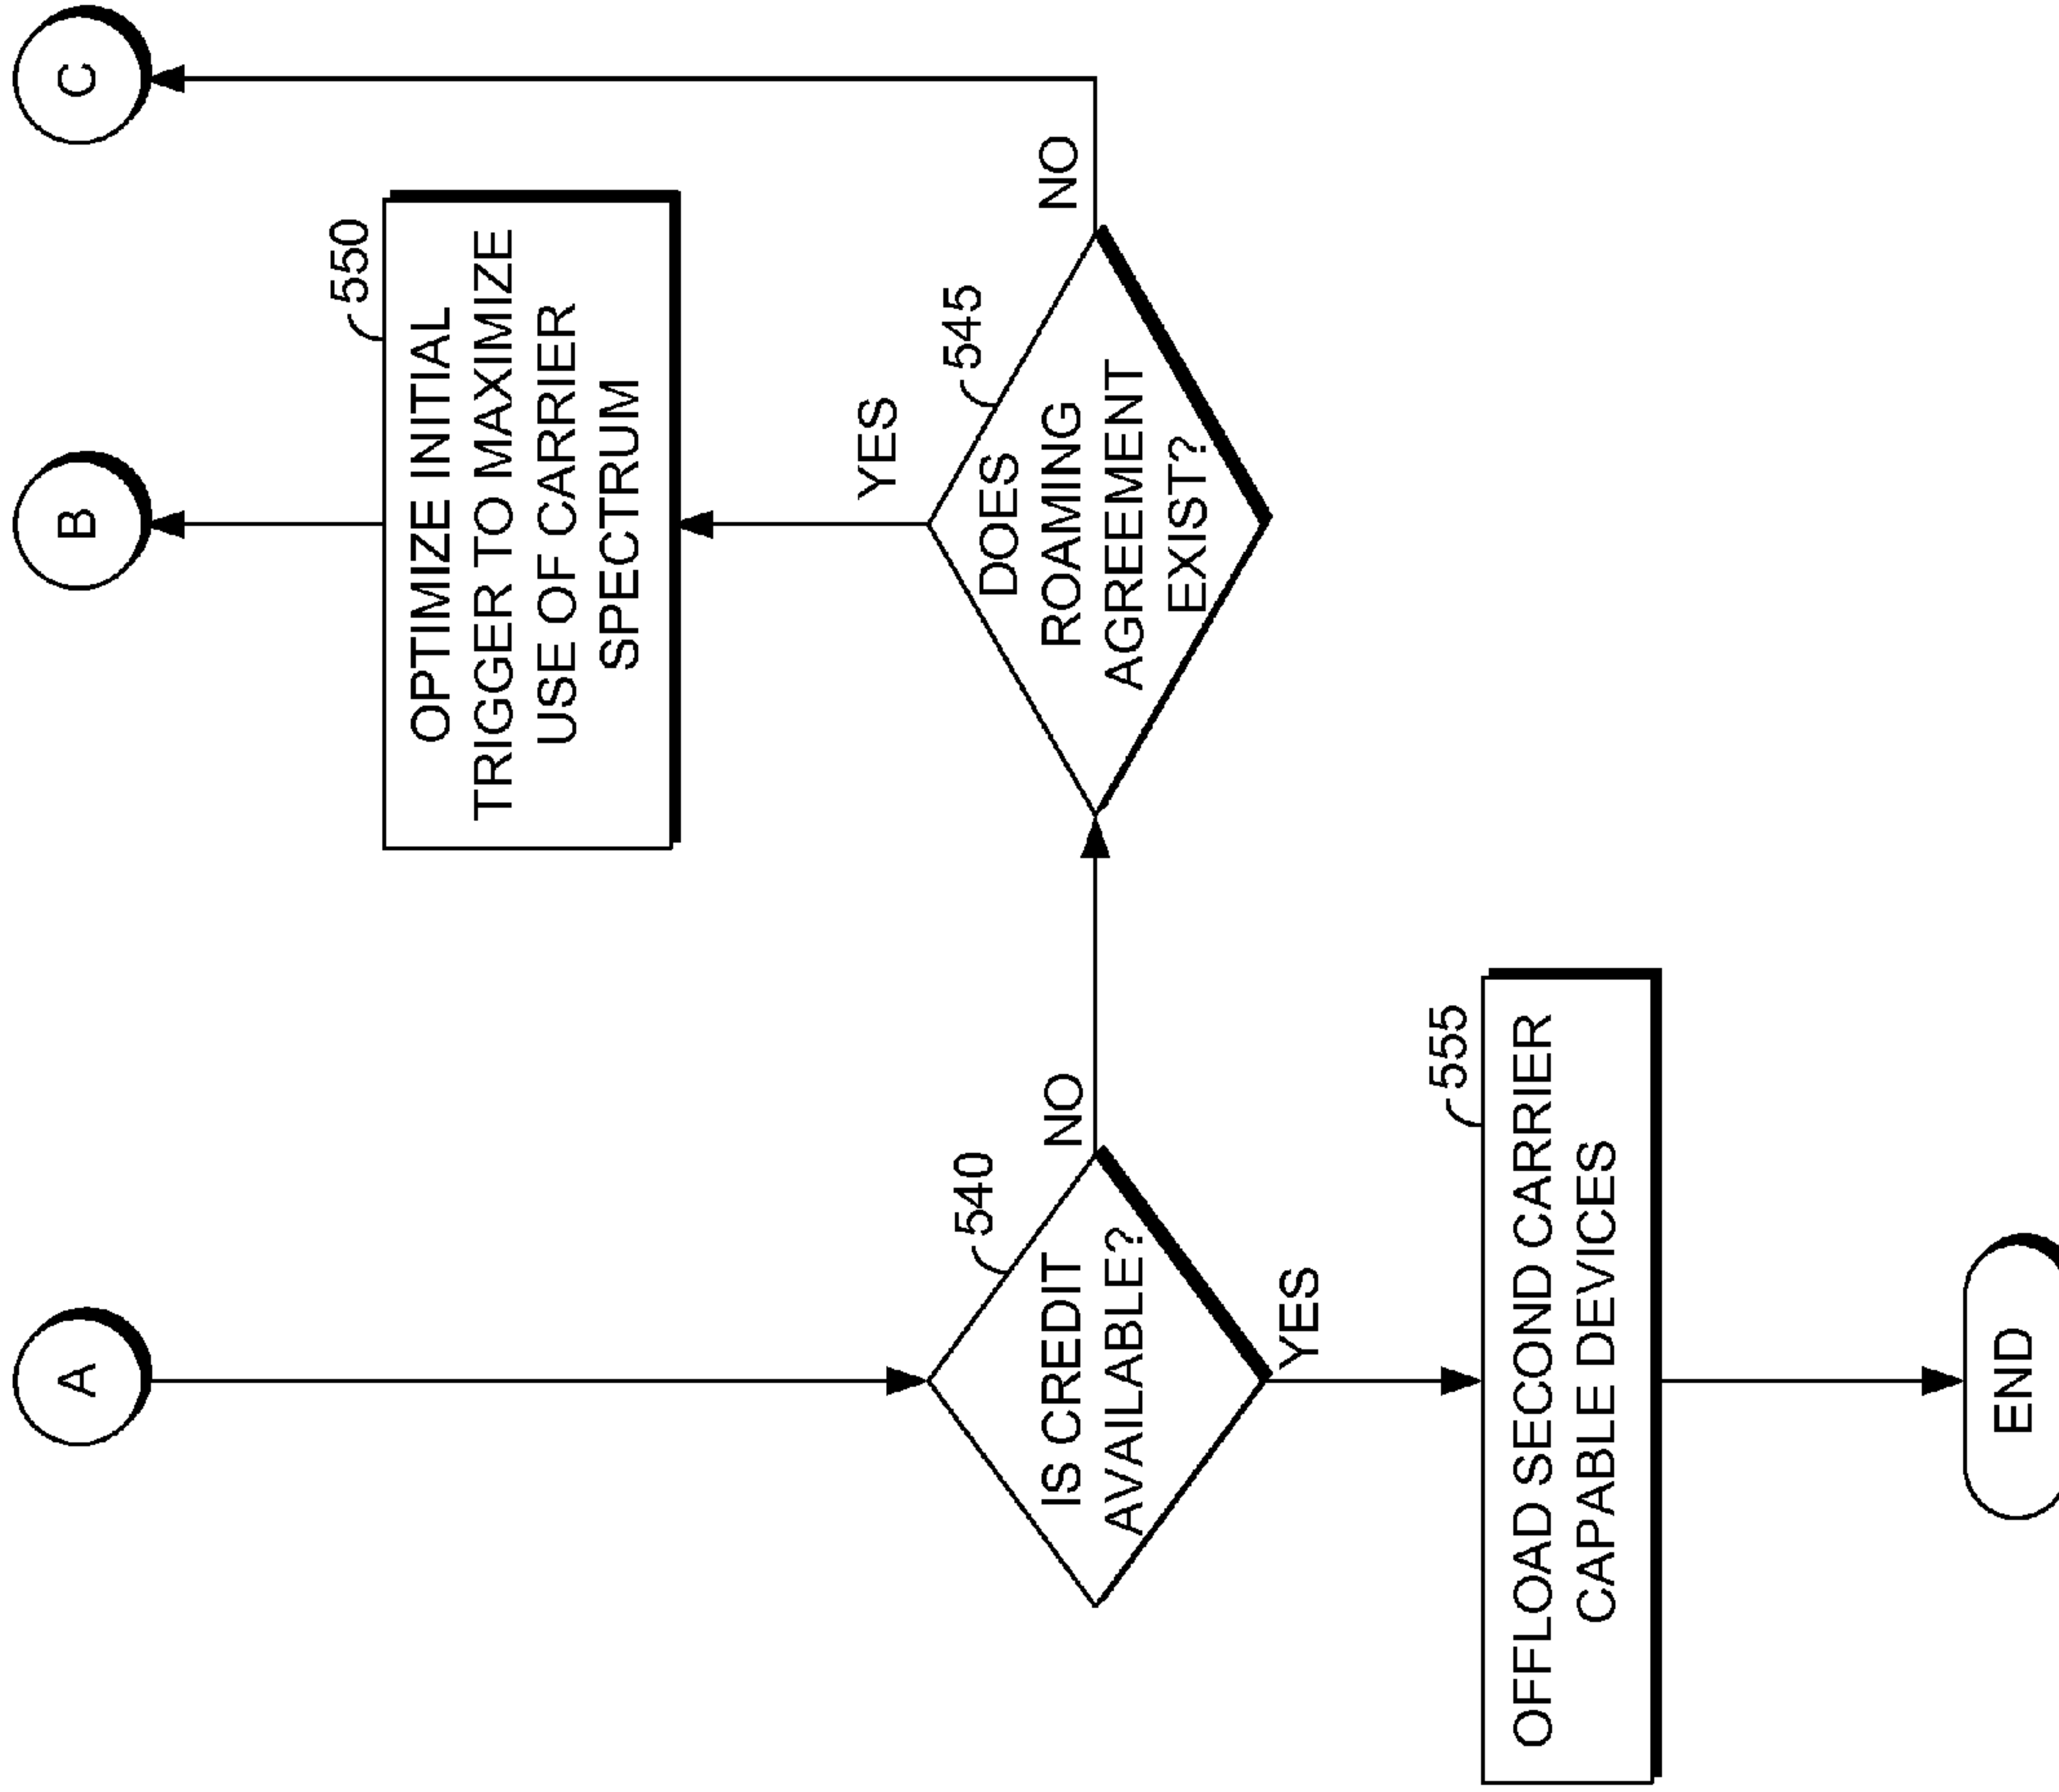 A
B
C
550
OPTIMIZE INITIAL
TRIGGER TO MAXIMIZE
USE OF CARRIER
SPECTRUM
YES
540
IS CREDIT
AVAILABLE?
NO
545
DOES
ROAMING
AGREEMENT
EXIST?
NO
YES
555
OFFLOAD SECOND CARRIER
CAPABLE DEVICES
END